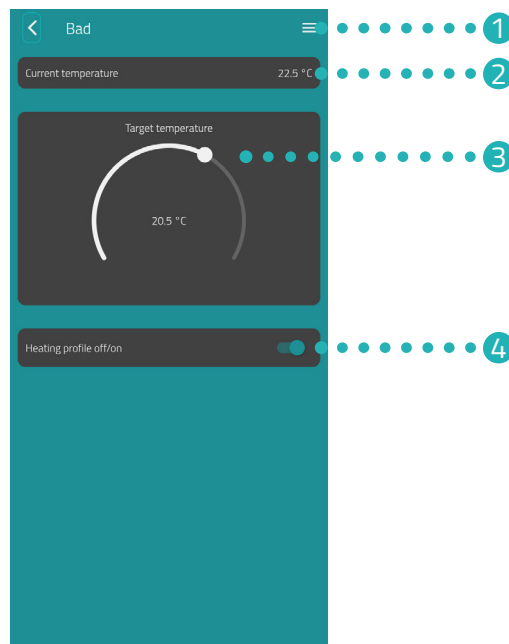 Bad
1
Current temperature 22.5 °C
2
Target temperature
3
20.5 °C
Heating profile off/on
4